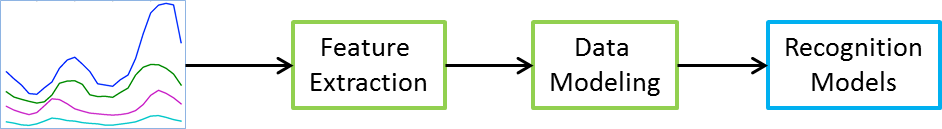 Feature
Extraction
Data
Modeling
Recognition
Models